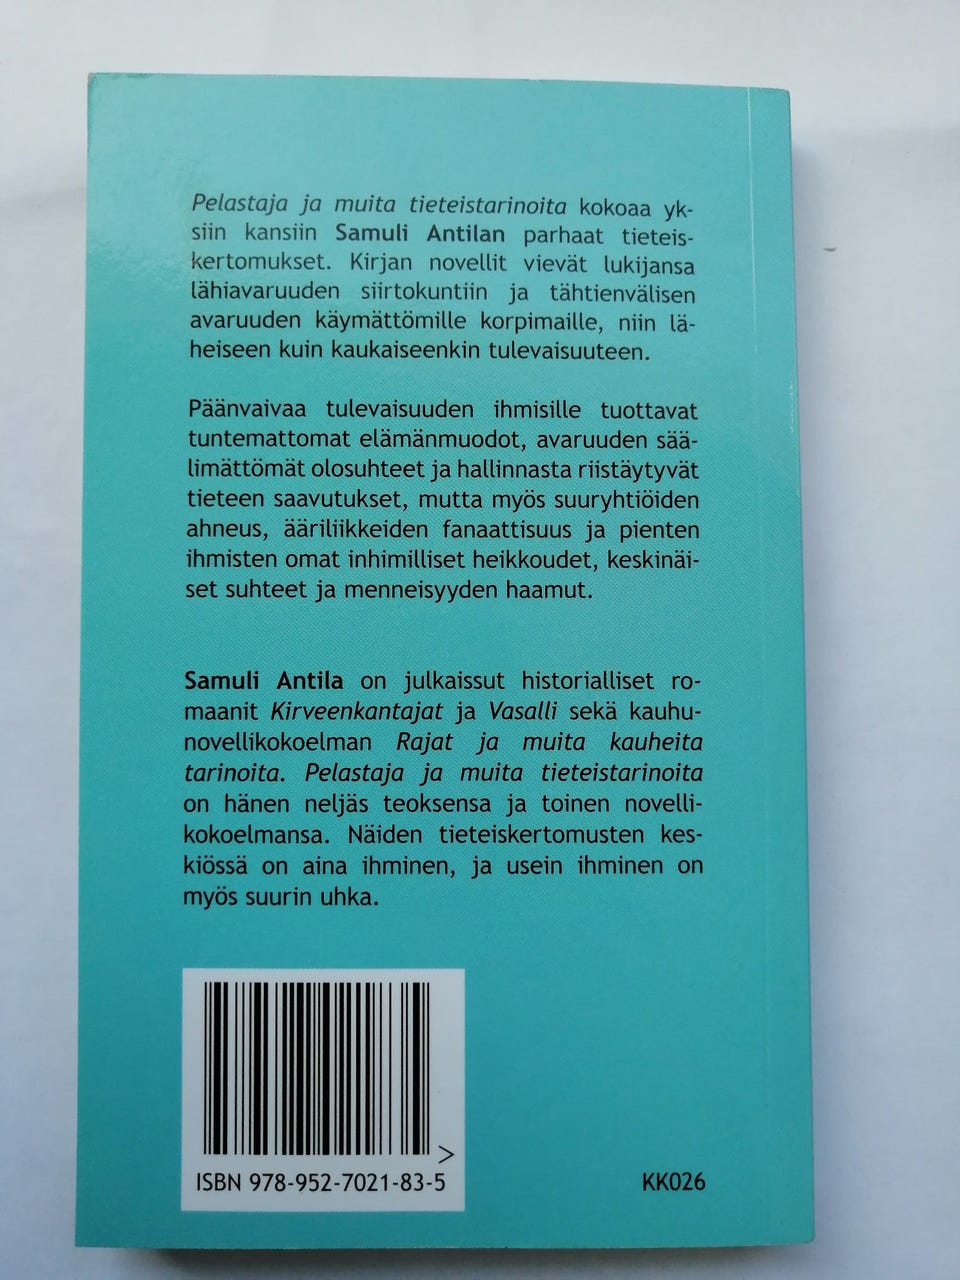 Pelastaja ja muita tieteistarinoita kokoaa yk-
siin kansiin Samuli Antilan parhaat tieteis-
kertomukset. Kirjan novellit vievät lukijansa
lähiavaruuden siirtokuntiin ja tähtienvälisen
avaruuden käymättömille korpimaille, niin lä-
heiseen kuin kaukaiseenkin tulevaisuuteen.
Päänvaivaa tulevaisuuden ihmisille tuottavat
tuntemattomat elämänmuodot, avaruuden sää-
limättömät olosuhteet ja hallinnasta riistäytyvät
tieteen saavutukset, mutta myös suuryhtiöiden
ahneus, ääriliikkeiden fanaattisuus ja pienten
ihmisten omat inhimilliset heikkoudet, keskinäi-
set suhteet ja menneisyyden haamut.
Samuli Antila on julkaissut historialliset ro-
maanit Kirveenkantajat ja Vasalli sekä kauhu-
novellikokoelman Rajat ja muita kauheita
tarinoita. Pelastaja ja muita tieteistarinoita
on hänen neljäs teoksensa ja toinen novelli-
kokoelmansa. Näiden tieteiskertomusten kes-
kiössä on aina ihminen, ja usein ihminen on
myös suurin uhka.
>
ISBN 978-952-7021-83-5
KK026